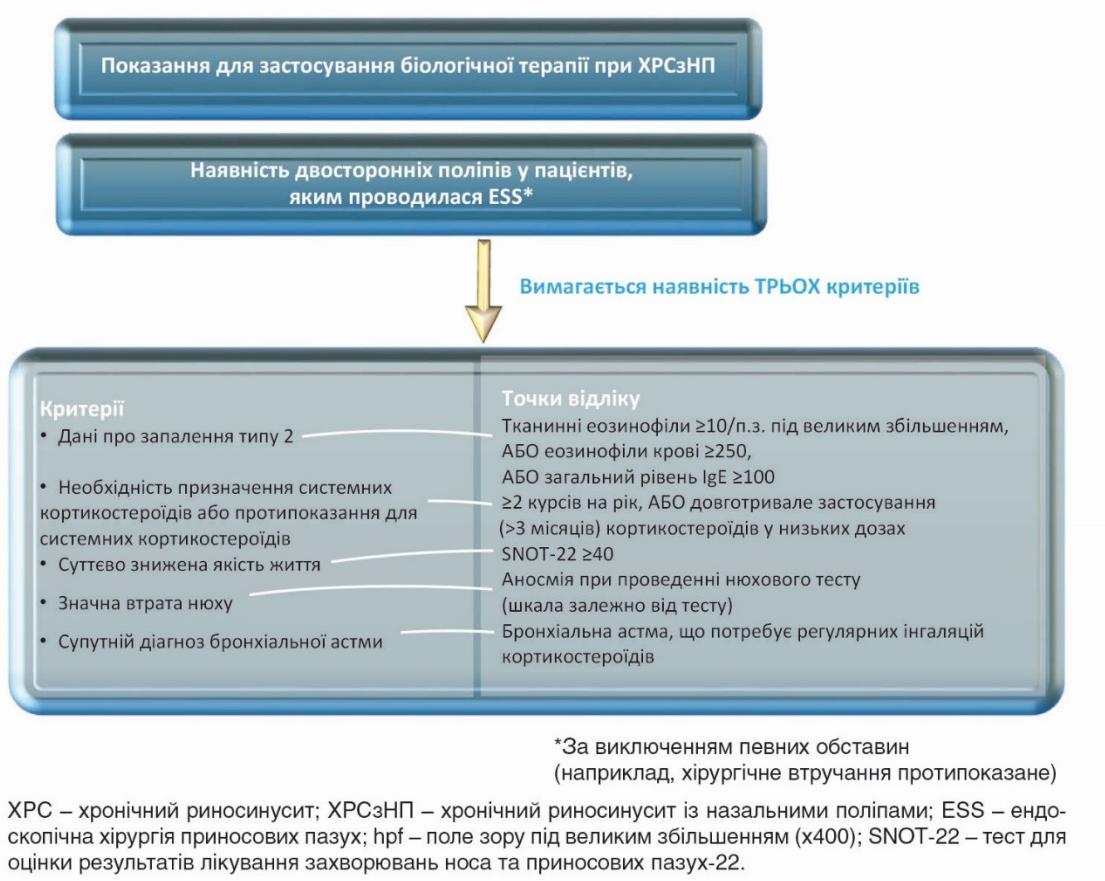 Показання для застосування біологічної терапії при ХРСзНП
Наявність двосторонніх поліпів у пацієнтів,
яким проводилася ESS*
Вимагається наявність ТРЬОХ критеріїв
Критерії
• Дані про запалення типу 2
• Необхідність призначення системних
кортикостероїдів або протипоказання для
системних кортикостероїдів
• Суттєво знижена якість життя
• Значна втрата нюху
• Супутній діагноз бронхіальної астми
Точки відліку
Тканинні еозинофіли ≥10/п.з. під великим збільшенням,
АБО еозинофіли крові ≥250,
АБО загальний рівень IgE ≥100
≥2 курсів на рік, АБО довготривале застосування
(>3 місяців) кортикостероїдів у низьких дозах
SNOT-22 ≥40
Аносмія при проведенні нюхового тесту
(шкала залежно від тесту)
Бронхіальна астма, що потребує регулярних інгаляцій
кортикостероїдів
*За виключенням певних обставин
(наприклад, хірургічне втручання протипоказане)
ХРС – хронічний риносинусит; ХРСзНП – хронічний риносинусит із назальними поліпами; ESS – ендо-
скопічна хірургія приносових пазух; hpf – поле зору під великим збільшенням (х400); SNOT-22 – тест для
оцінки результатів лікування захворювань носа та приносових пазух-22.